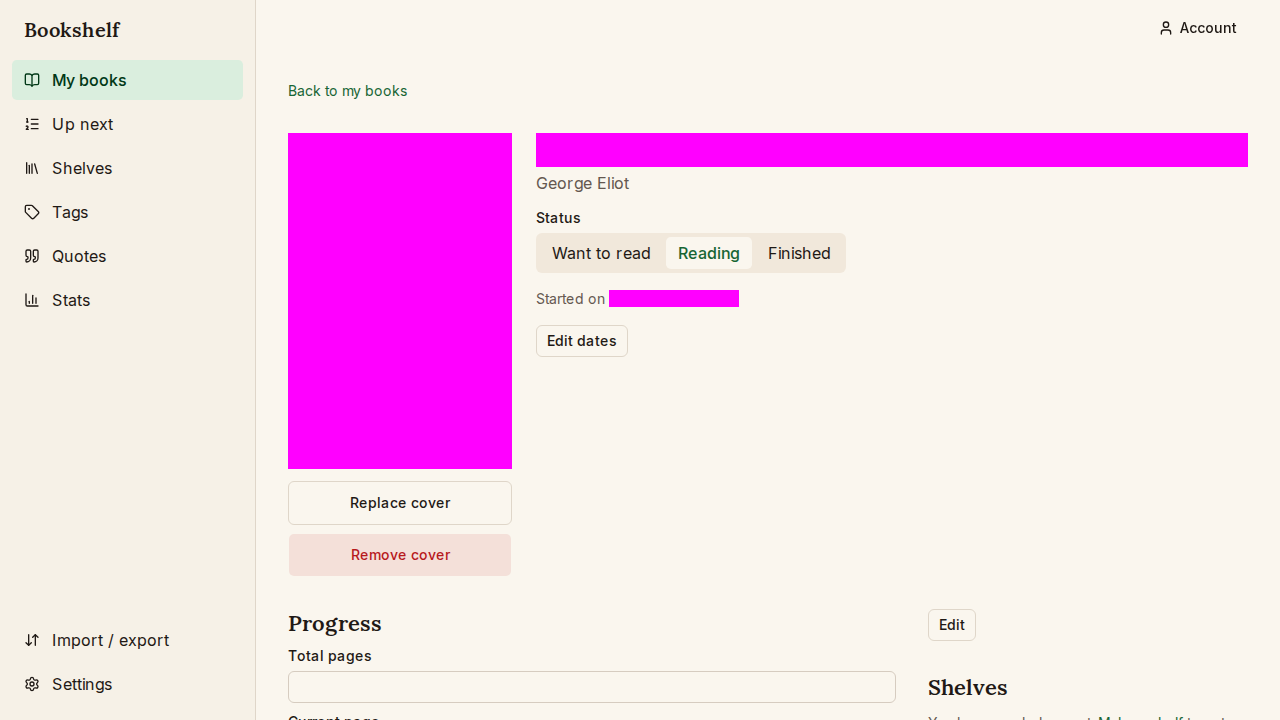 Bookshelf
My books
Up next
Shelves
Tags
Quotes
Stats
Import / export
Settings
Account
Back to my books
George Eliot
Status
Want to read
Reading
Finished
Started on
Edit dates
Replace cover
Remove cover
Progress
Total pages
Edit
Shelves